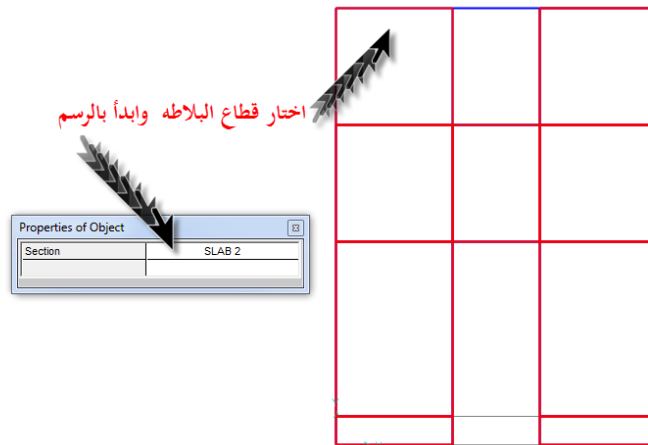 اختار قطاع البلاطه وابدأ بالرسم
Properties of Object
Section SLAB 2